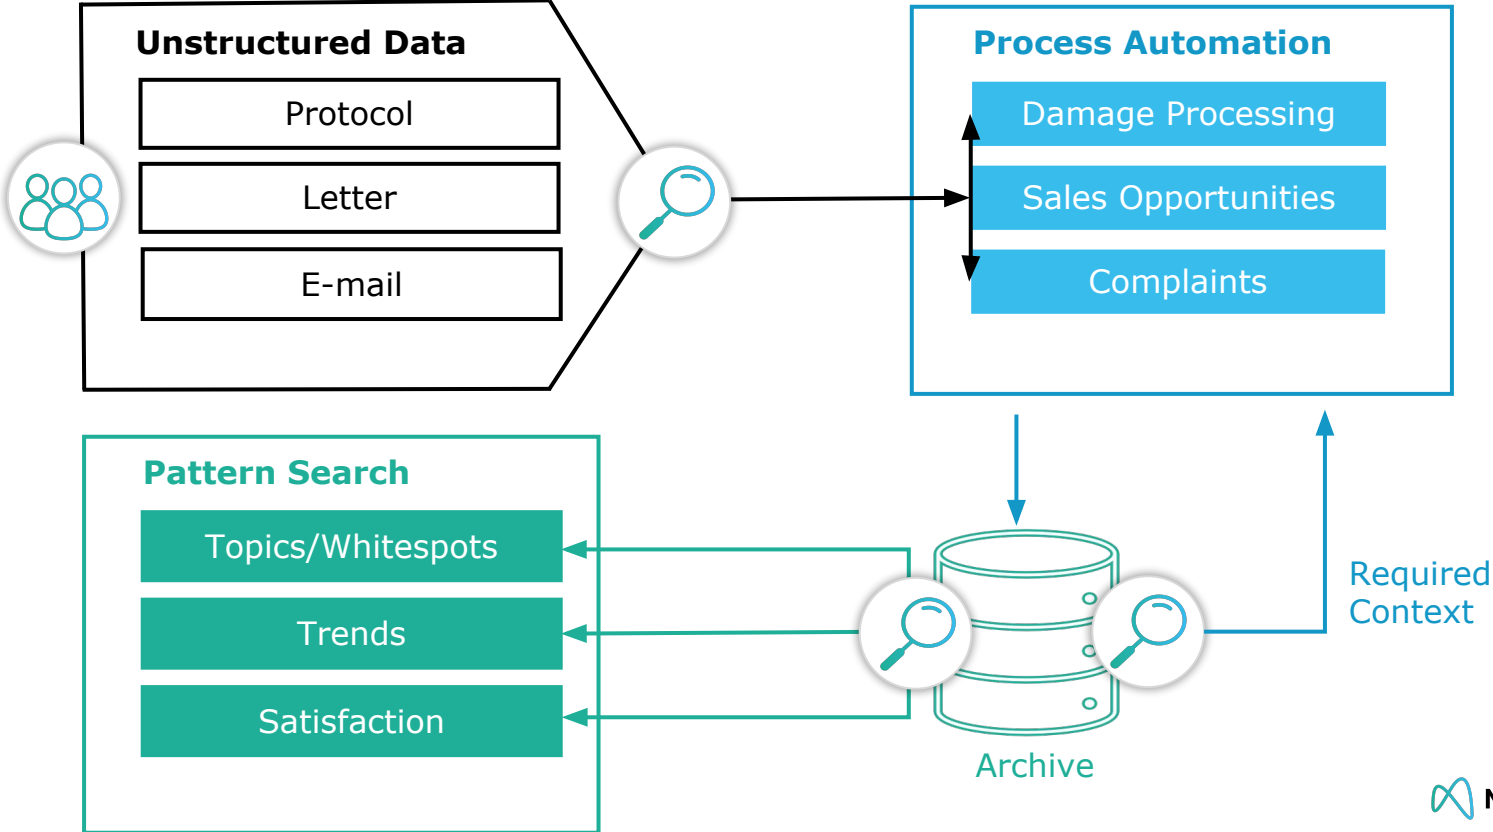 Unstructured Data
Protocol
Letter
E-mail
Process Automation
Damage Processing
Sales Opportunities
Complaints
Pattern Search
Topics/Whitespots
Trends
Satisfaction
Archive
Required
Context